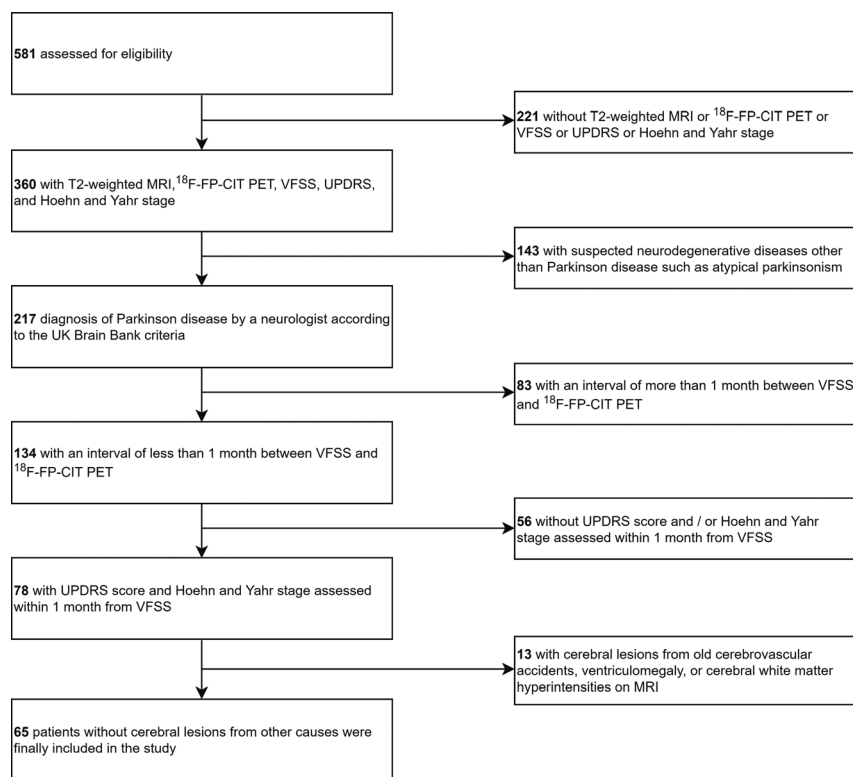 581 assessed for eligibility
221 without T2-weighted MRI or ¹⁸F-FP-CIT PET or
VFSS or UPDRS or Hoehn and Yahr stage
360 with T2-weighted MRI,¹⁸F-FP-CIT PET, VFSS, UPDRS,
and Hoehn and Yahr stage
143 with suspected neurodegenerative diseases other
than Parkinson disease such as atypical parkinsonism
217 diagnosis of Parkinson disease by a neurologist according
to the UK Brain Bank criteria
83 with an interval of more than 1 month between VFSS
and ¹⁸F-FP-CIT PET
134 with an interval of less than 1 month between VFSS and
¹⁸F-FP-CIT PET
56 without UPDRS score and / or Hoehn and Yahr
stage assessed within 1 month from VFSS
78 with UPDRS score and Hoehn and Yahr stage assessed
within 1 month from VFSS
13 with cerebral lesions from old cerebrovascular
accidents, ventriculomegaly, or cerebral white matter
hyperintensities on MRI
65 patients without cerebral lesions from other causes were
finally included in the study